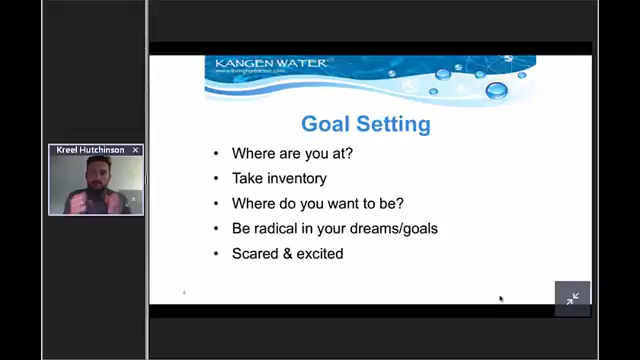 KANGEN WATER
Goal Setting
• Where are you at?
• Take inventory
• Where do you want to be?
• Be radical in your dreams/goals
• Scared & excited
Kreel Hutchinson